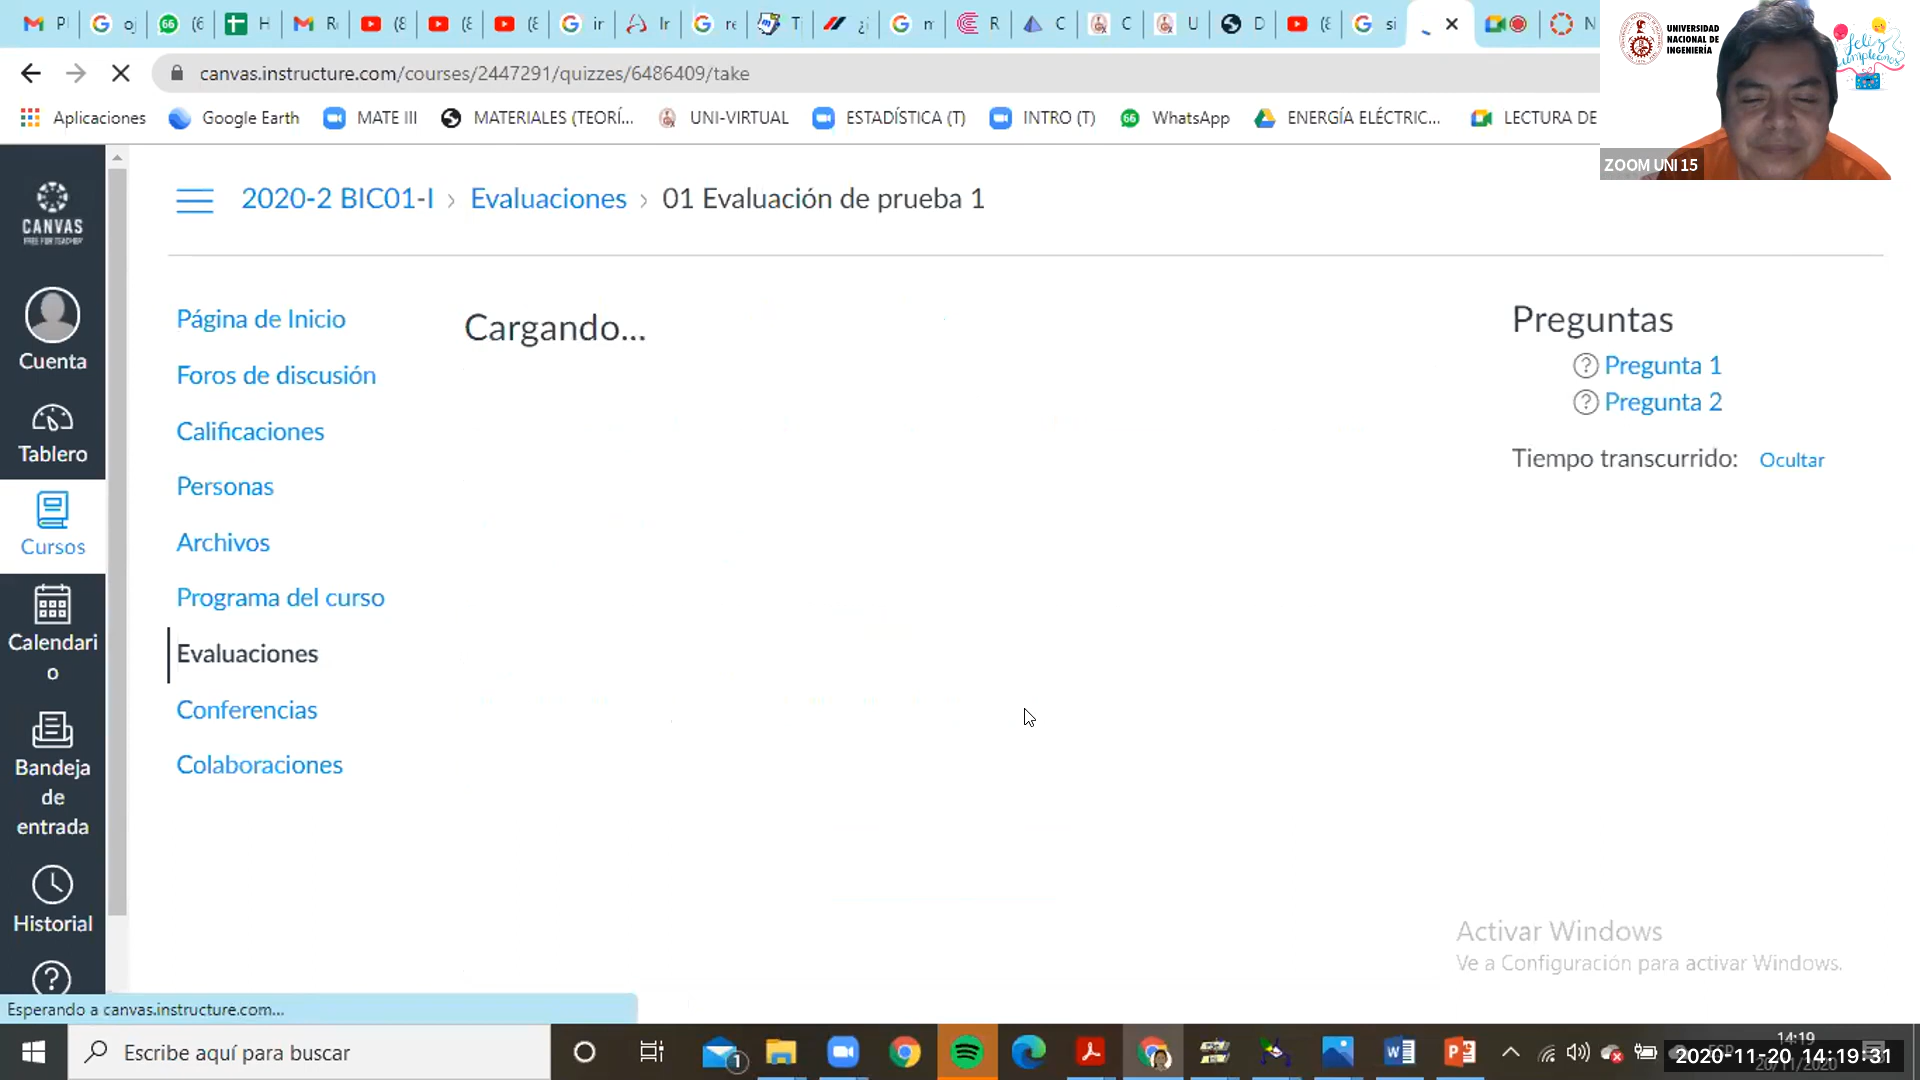 canvas.instructure.com/courses/2447291/quizzes/6486409/take
UNIVERSIDAD
NACIONAL DE
INGENIERÍA
feliz
cumpleaños
ZOOM UNI 15
Aplicaciones
Google Earth
MATE III
MATERIALES (TEORÍ...
UNI-VIRTUAL
ESTADÍSTICA (T)
INTRO (T)
WhatsApp
ENERGÍA ELÉCTRIC...
LECTURA DE
CANVAS
FREE FOR TEACHER
Cuenta
Tablero
Cursos
Calendari
o
Bandeja
de
entrada
Historial
2020-2 BIC01-I › Evaluaciones › 01 Evaluación de prueba 1
Página de Inicio
Foros de discusión
Calificaciones
Personas
Archivos
Programa del curso
Evaluaciones
Conferencias
Colaboraciones
Cargando...
Preguntas
Pregunta 1
Pregunta 2
Tiempo transcurrido: Ocultar
Activar Windows
Ve a Configuración para activar Windows.
Esperando a canvas.instructure.com...
Escribe aquí para buscar
14:19
2020-11-20 14:19:31